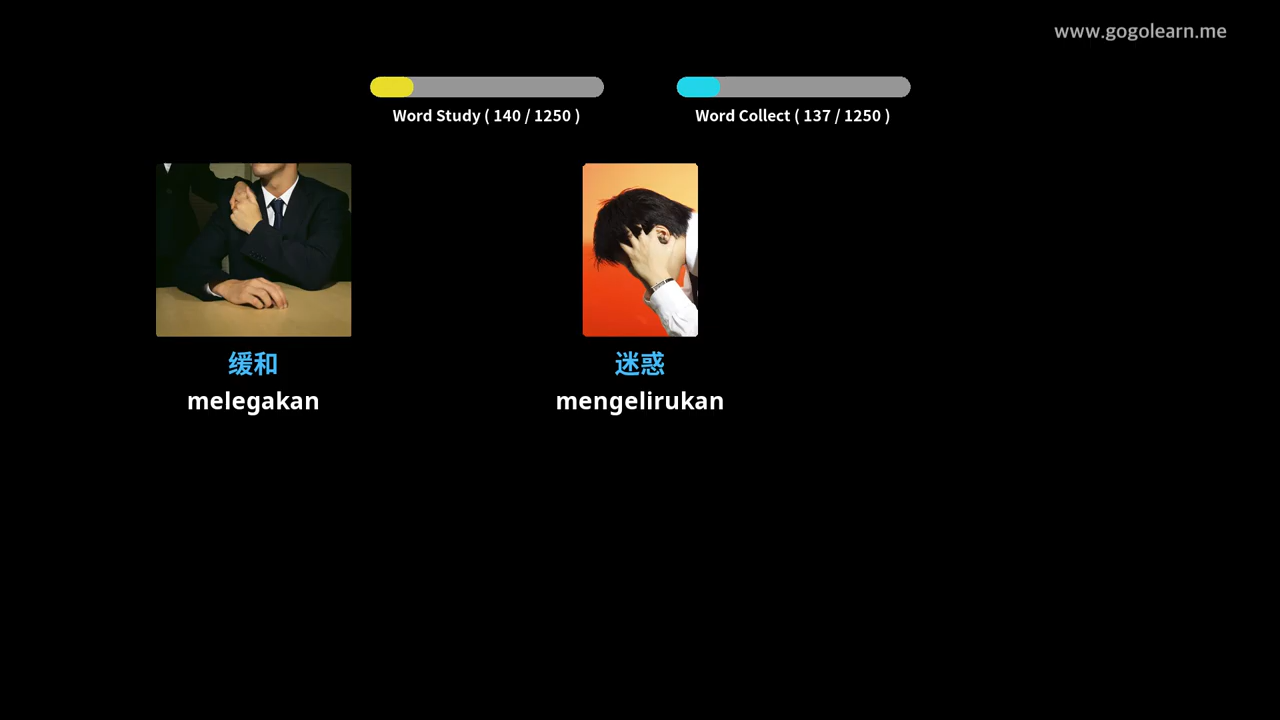 www.gogolearn.me
Word Study ( 140 / 1250 )
Word Collect ( 137 / 1250 )
缓和
melegakan
迷惑
mengelirukan